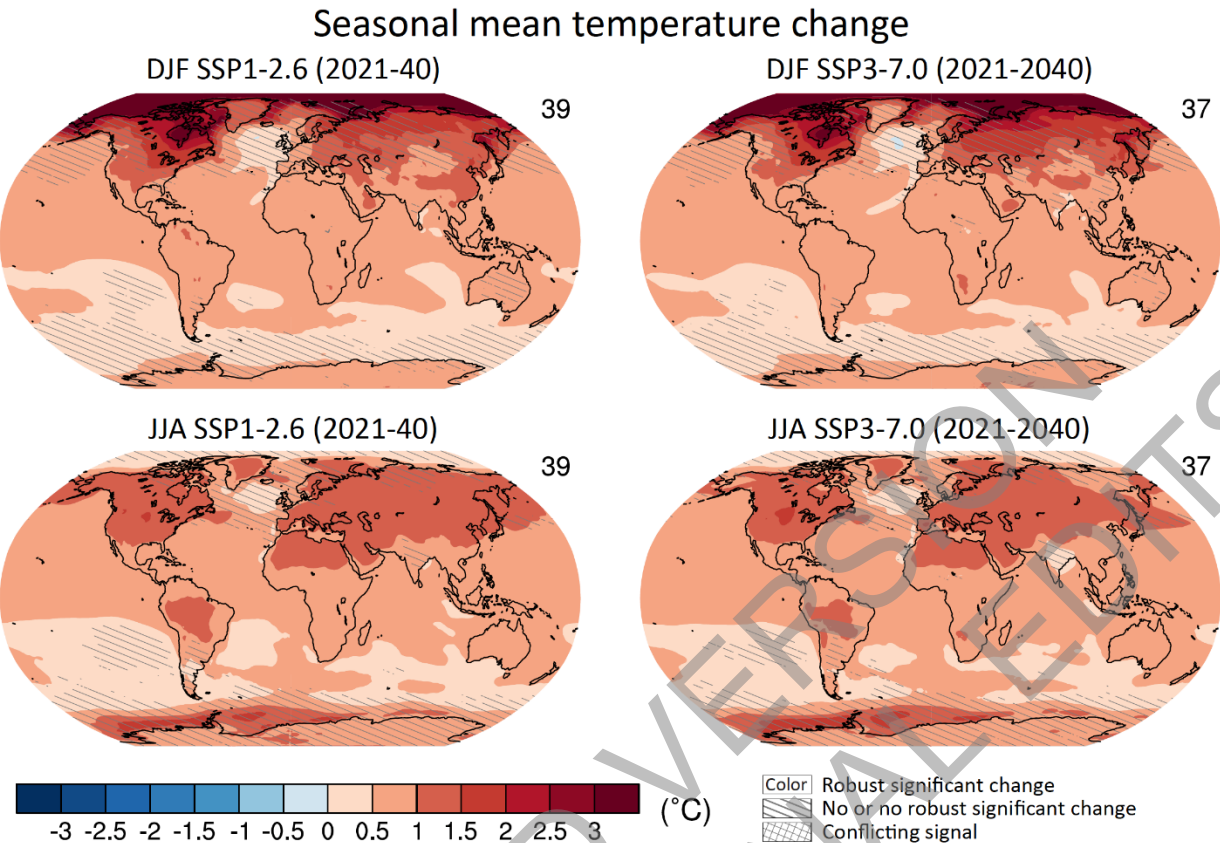 Seasonal mean temperature change
DJF SSP1-2.6 (2021-40)
39
DJF SSP3-7.0 (2021-2040)
37
JJA SSP1-2.6 (2021-40)
39
JJA SSP3-7.0 (2021-2040)
37
-3 -2.5 -2 -1.5 -1 -0.5 0 0.5 1 1.5 2 2.5 3
(°C)
Color Robust significant change
No or no robust significant change
Conflicting signal
VERSION